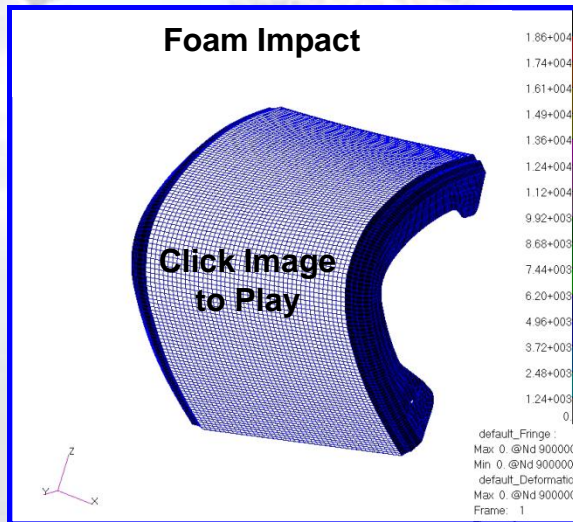 Foam Impact
Click Image
to Play
1.86+004
1.74+004
1.61+004
1.49+004
1.36+004
1.24+004
1.12+004
9.92+003
8.68+003
7.44+003
6.20+003
4.96+003
3.72+003
2.48+003
1.24+003
0.
default_Fringe :
Max 0. @Nd 900000
Min 0. @Nd 900000
default_Deformatio
Max 0. @Nd 900000
Frame: 1
Z
Y
X